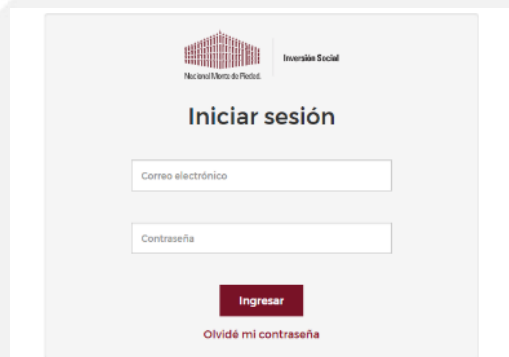 Nacional Monte de Piedad.
Inversión Social
Iniciar sesión
Correo electrónico
Contraseña
Ingresar
Olvidé mi contraseña